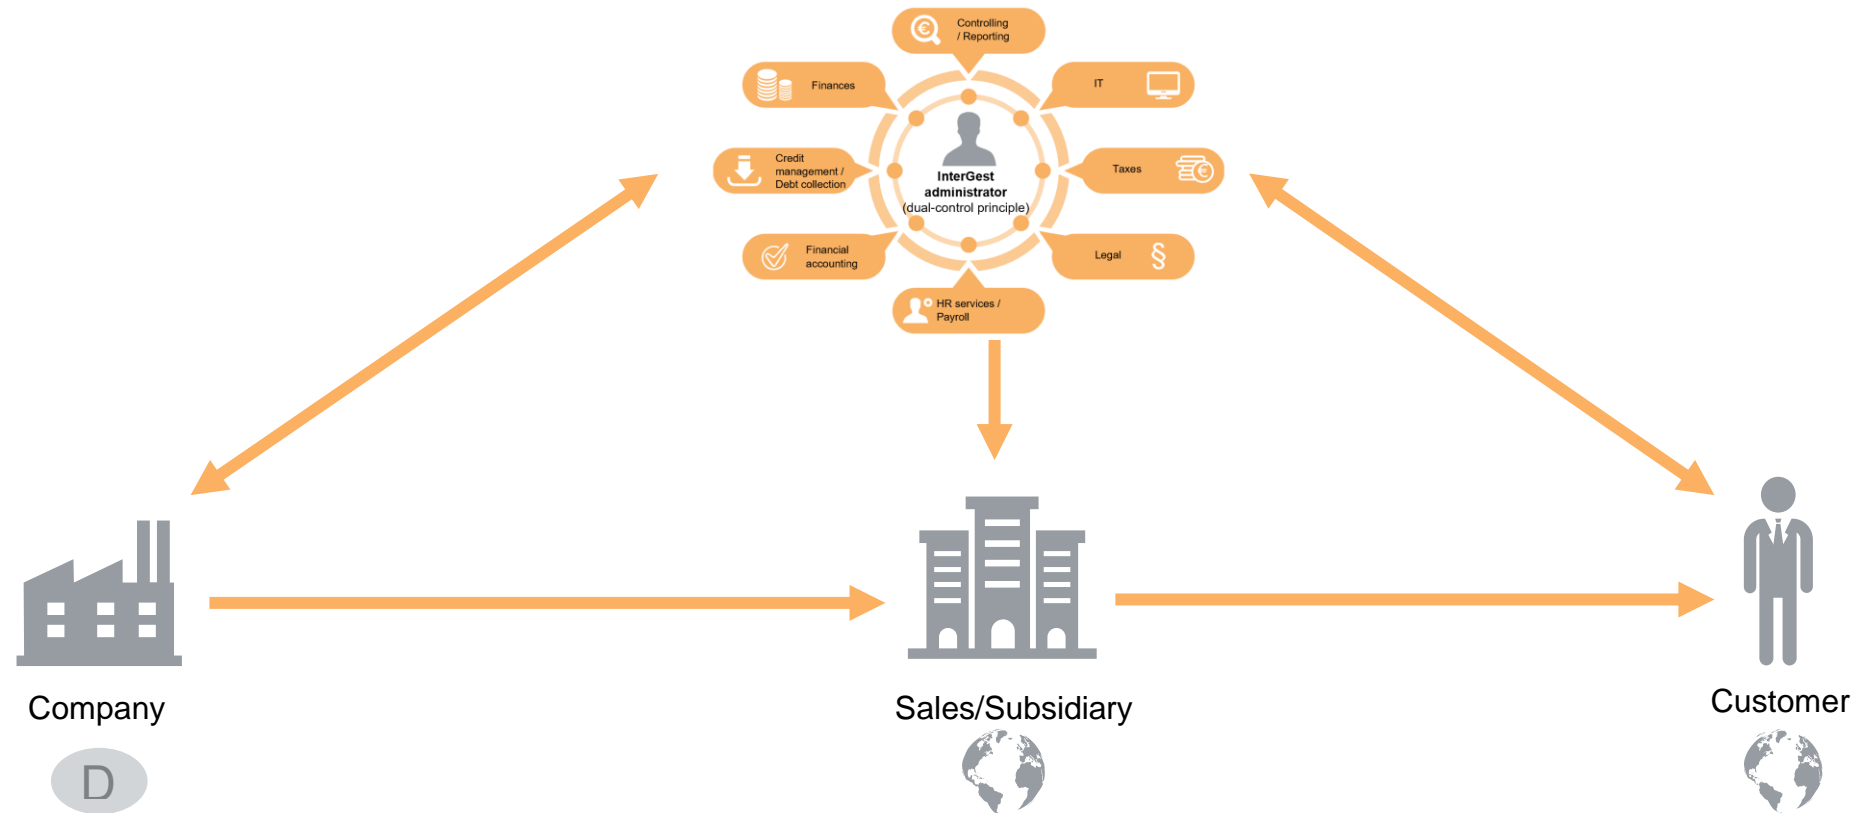 Controlling
/ Reporting
Finances
IT
Credit
management /
Debt collection
InterGest
administrator
(dual-control principle)
Taxes
Financial
accounting
Legal
§
HR services /
Payroll
Company
Sales/Subsidiary
Customer
D